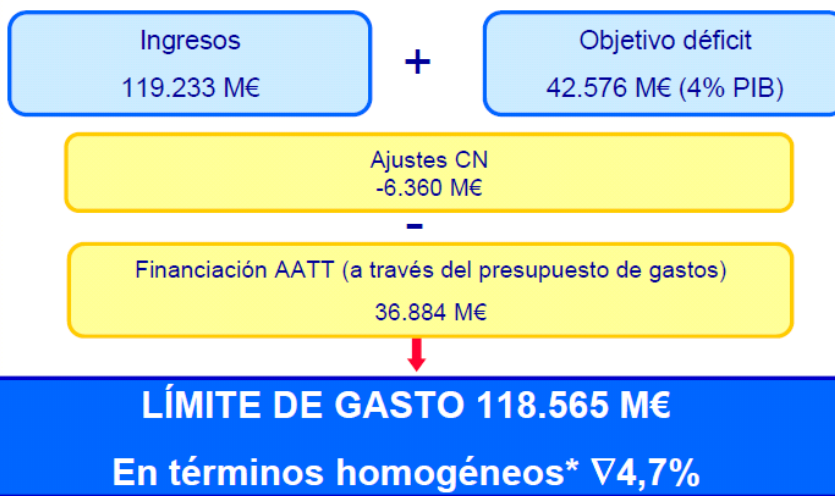 Ingresos
119.233 M€
+
Objetivo déficit
42.576 M€ (4% PIB)
Ajustes CN
-6.360 M€
-
Financiación AATT (a través del presupuesto de gastos)
36.884 M€
LÍMITE DE GASTO 118.565 M€
En términos homogéneos* ∇4,7%